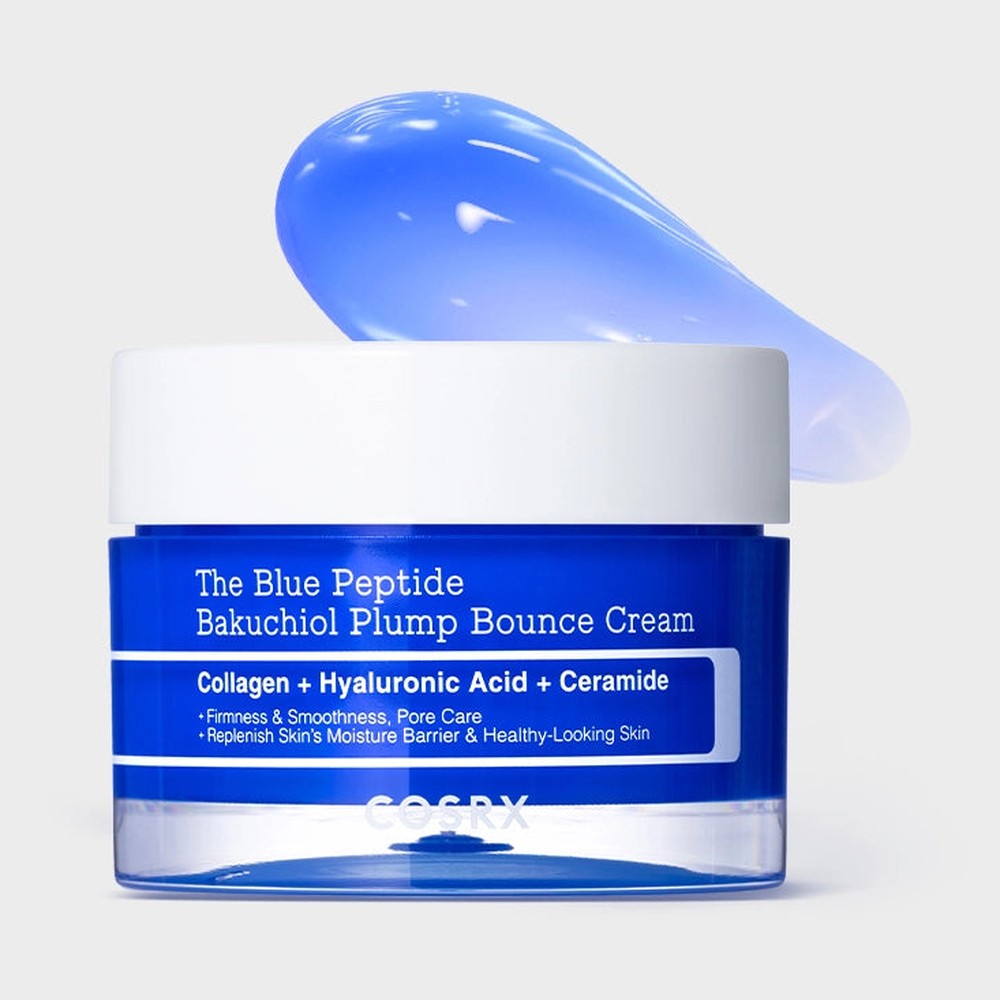 The Blue Peptide
Bakuchiol Plump Bounce Cream
Collagen + Hyaluronic Acid + Ceramide
+ Firmness & Smoothness, Pore Care
+ Replenish Skin's Moisture Barrier & Healthy-Looking Skin
COSRX